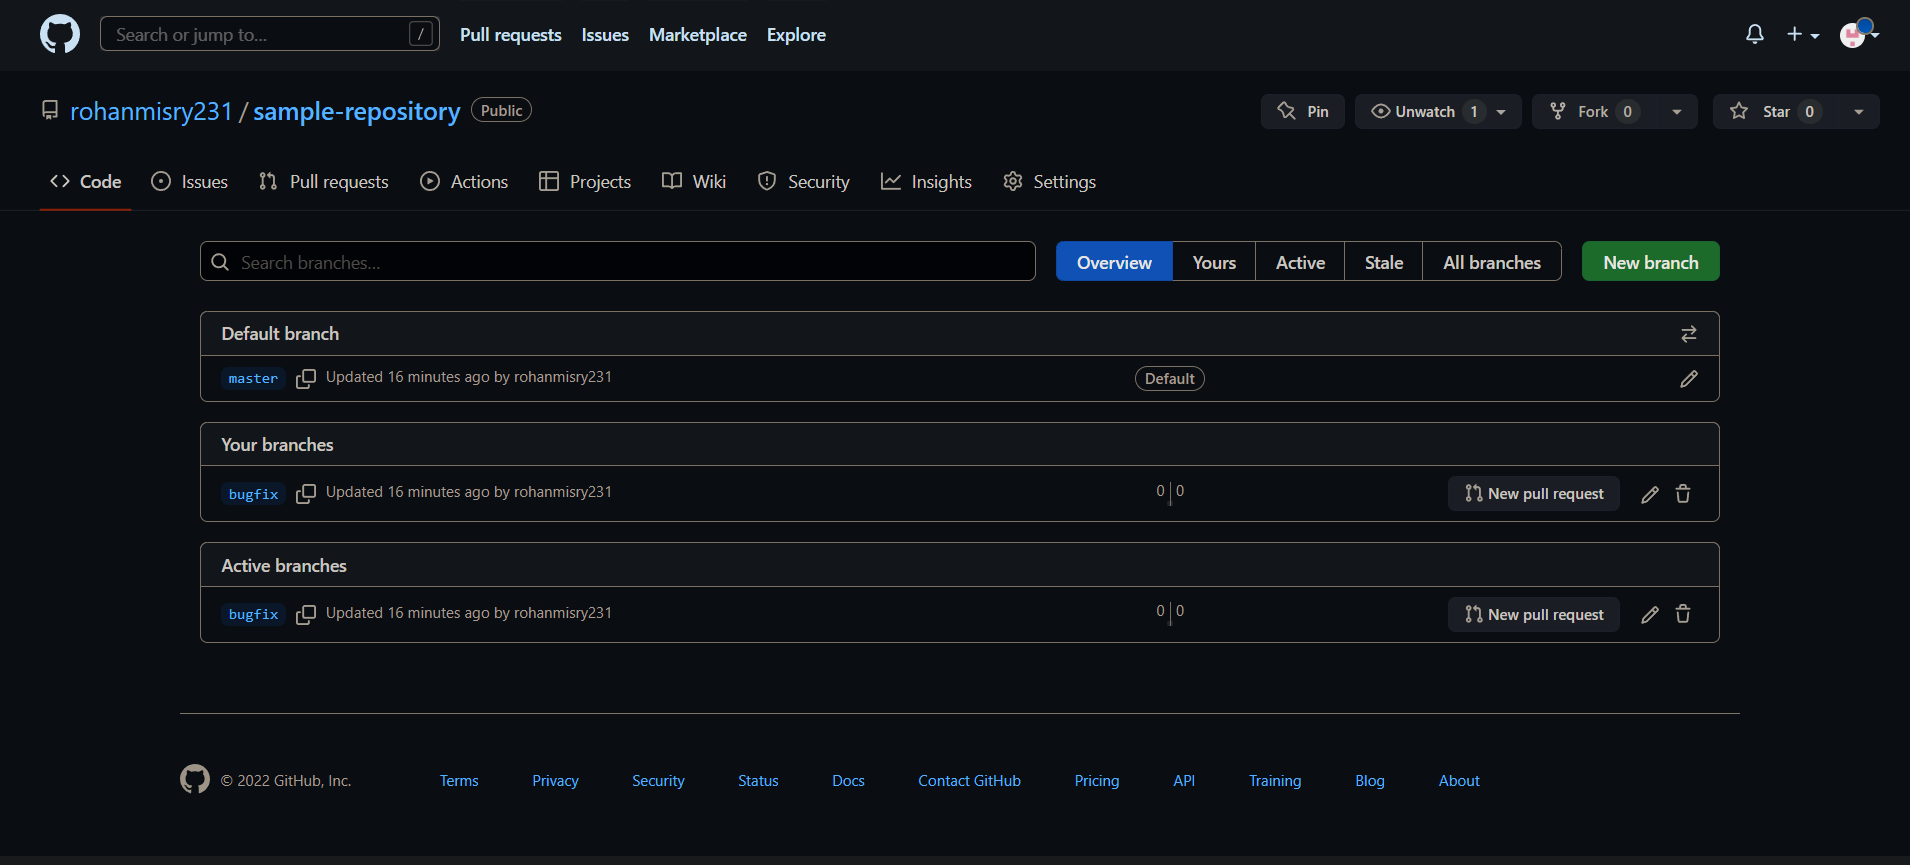 Search or jump to... / Pull requests Issues Marketplace Explore
rohanmisry231 / sample-repository Public Pin Unwatch 1 Fork 0 Star 0
Code Issues Pull requests Actions Projects Wiki Security Insights Settings
Search branches... Overview Yours Active Stale All branches New branch
Default branch
master Updated 16 minutes ago by rohanmisry231 Default
Your branches
bugfix Updated 16 minutes ago by rohanmisry231 0 0 New pull request
Active branches
bugfix Updated 16 minutes ago by rohanmisry231 0 0 New pull request
© 2022 GitHub, Inc. Terms Privacy Security Status Docs Contact GitHub Pricing API Training Blog About